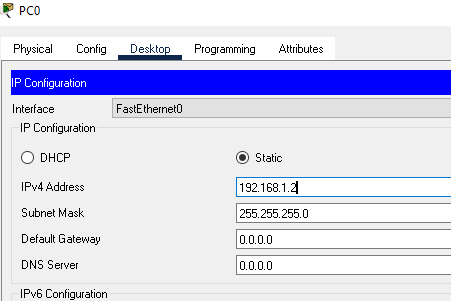 PC0
Physical Config Desktop Programming Attributes
IP Configuration
Interface FastEthernet0
IP Configuration
DHCP Static
IPv4 Address 192.168.1.2
Subnet Mask 255.255.255.0
Default Gateway 0.0.0.0
DNS Server 0.0.0.0
IPv6 Configuration